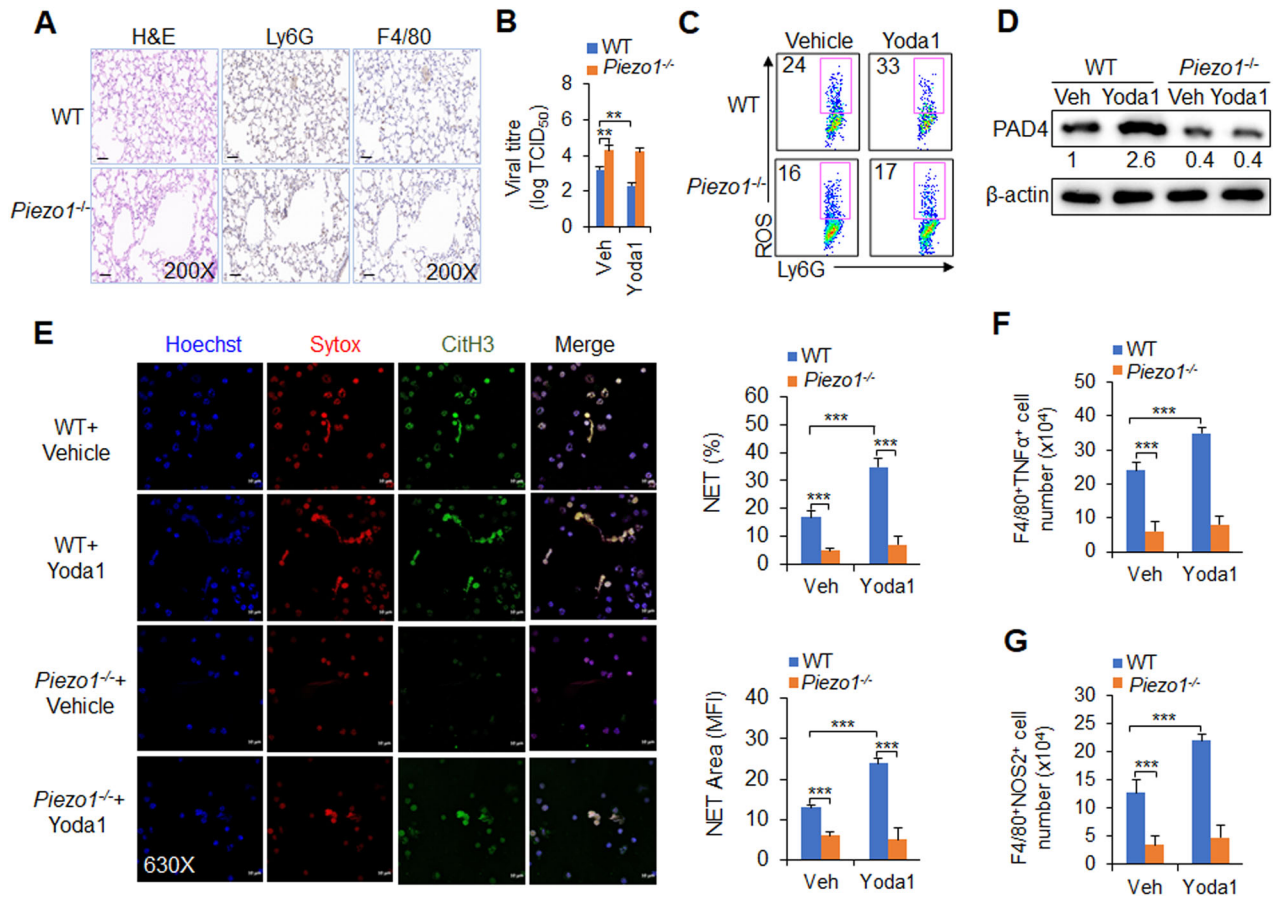 A
H&E Ly6G F4/80
WT
Piezo1⁻/⁻
200X 200X
B
WT
Piezo1⁻/⁻
Viral titre
(log TCID₅₀)
8
6
4
2
0
**
**
Veh
Yoda1
C
Vehicle Yoda1
WT
24 33
Piezo1⁻/⁻
16 17
ROS
Ly6G
D
WT Piezo1⁻/⁻
Veh Yoda1 Veh Yoda1
PAD4
1 2.6 0.4 0.4
β-actin
E
Hoechst Sytox CitH3 Merge
WT+
Vehicle
WT+
Yoda1
Piezo1⁻/⁻+
Vehicle
Piezo1⁻/⁻+
Yoda1
630X
WT
Piezo1⁻/⁻
NET (%)
60
50
40
30
20
10
0
***
*** ***
Veh Yoda1
WT
Piezo1⁻/⁻
NET Area (MFI)
40
30
20
10
0
***
*** ***
Veh Yoda1
F
WT
Piezo1⁻/⁻
F4/80⁺TNFα⁺ cell
number (x10⁴)
50
40
30
20
10
0
***
***
Veh Yoda1
G
WT
Piezo1⁻/⁻
F4/80⁺NOS2⁺ cell
number (x10⁴)
30
25
20
15
10
5
0
***
***
Veh Yoda1